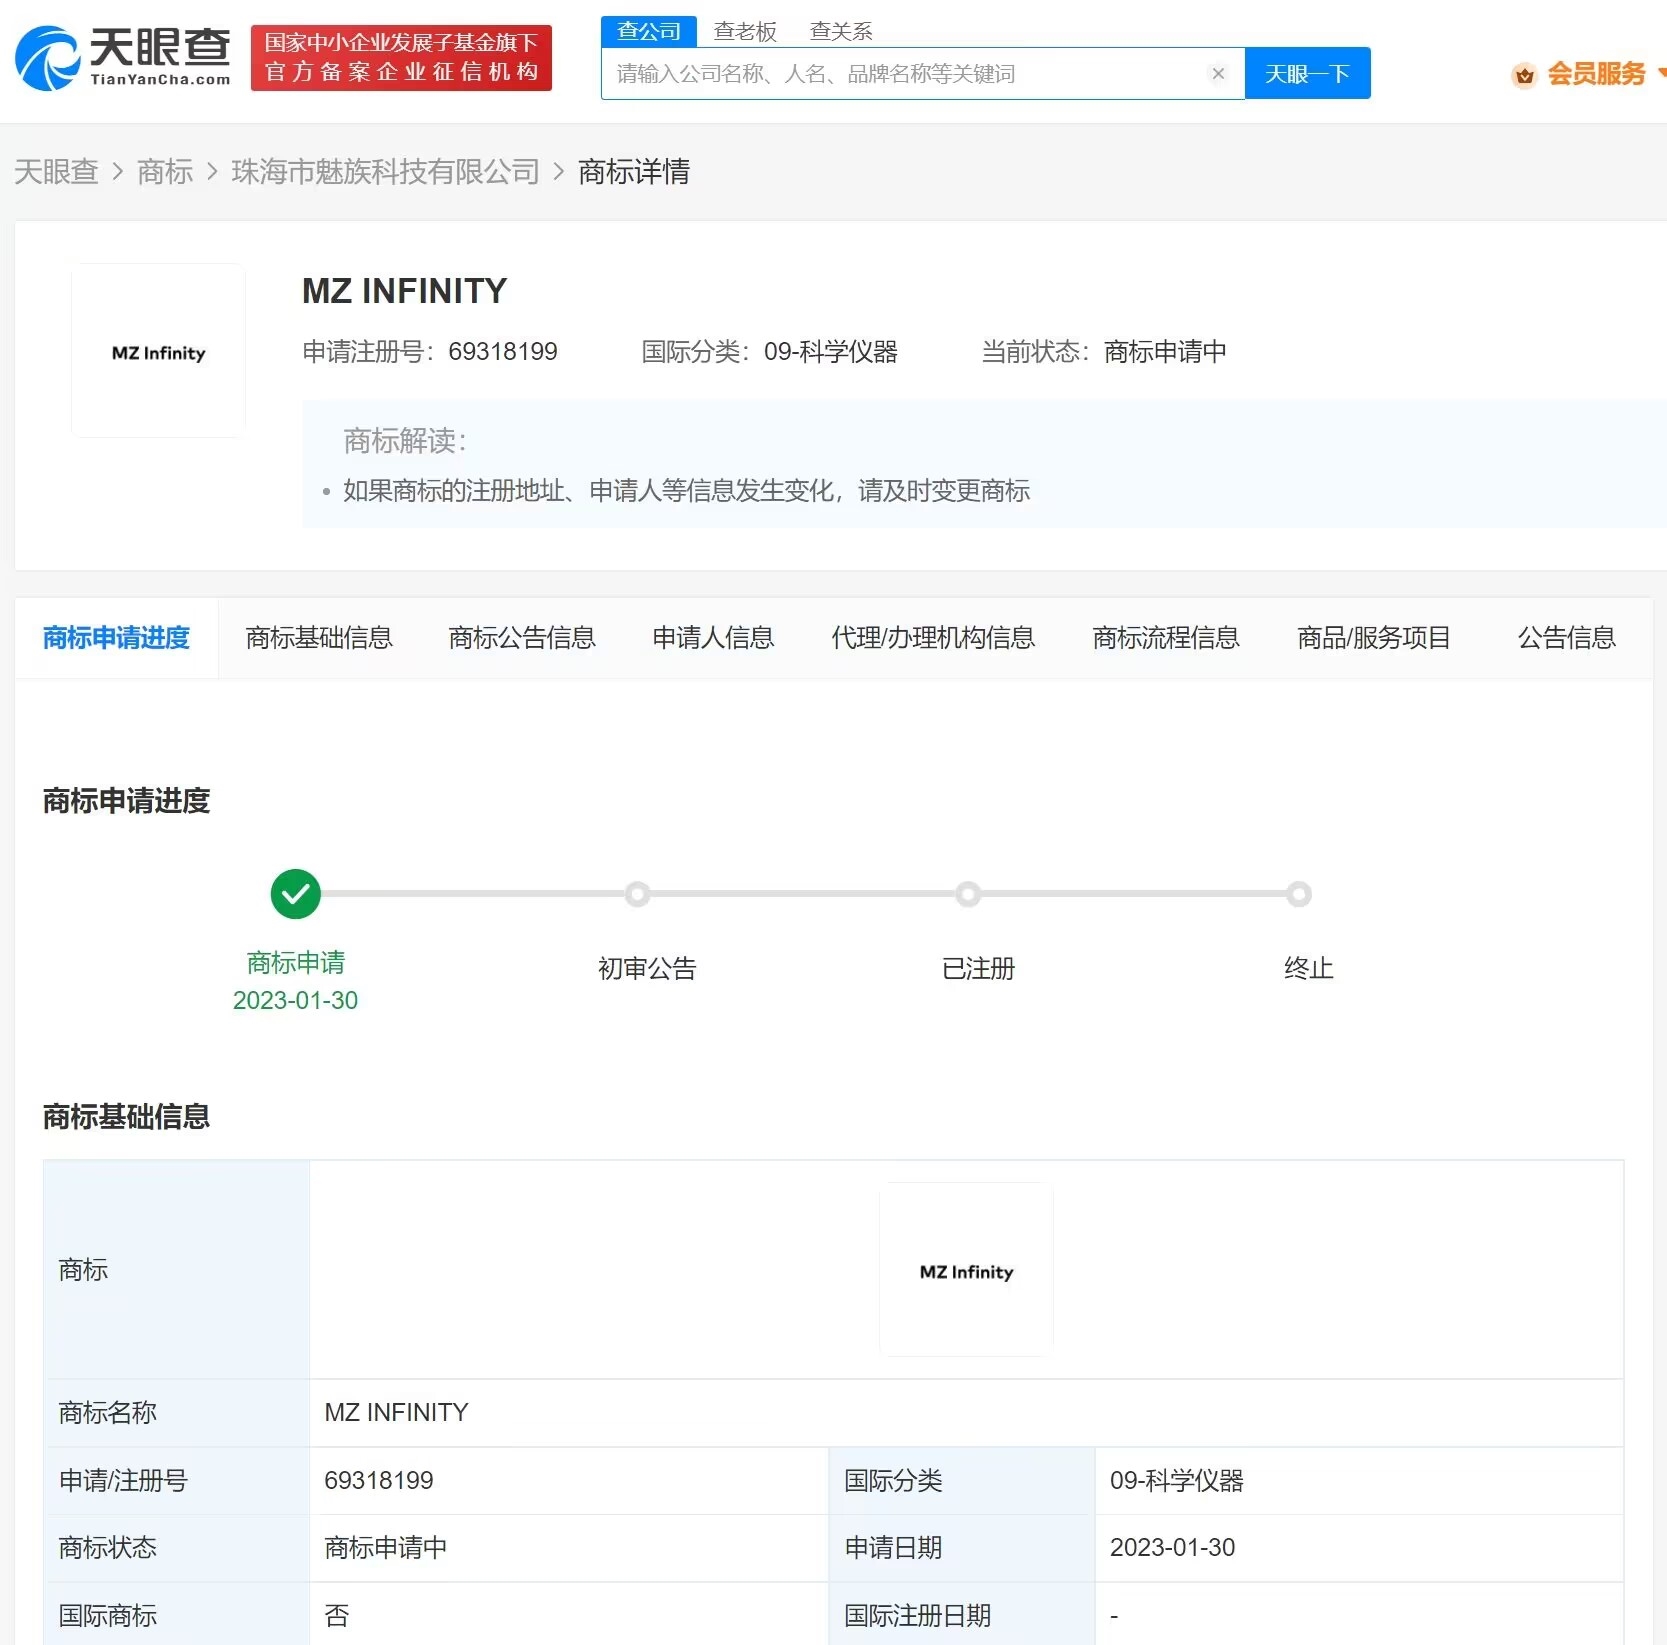 天眼查
TianYanCha.com
国家中小企业发展子基金旗下
官方备案企业征信机构
查公司 查老板 查关系
请输入公司名称、人名、品牌名称等关键词
天眼一下
会员服务
天眼查 > 商标 > 珠海市魅族科技有限公司 > 商标详情
MZ Infinity
MZ INFINITY
申请注册号：69318199 国际分类：09-科学仪器 当前状态：商标申请中
商标解读：
• 如果商标的注册地址、申请人等信息发生变化，请及时变更商标
商标申请进度 商标基础信息 商标公告信息 申请人信息 代理/办理机构信息 商标流程信息 商品/服务项目 公告信息
商标申请进度
商标申请 初审公告 已注册 终止
2023-01-30
商标基础信息
商标 MZ Infinity
商标名称 MZ INFINITY
申请/注册号 69318199 国际分类 09-科学仪器
商标状态 商标申请中 申请日期 2023-01-30
国际商标 否 国际注册日期 -